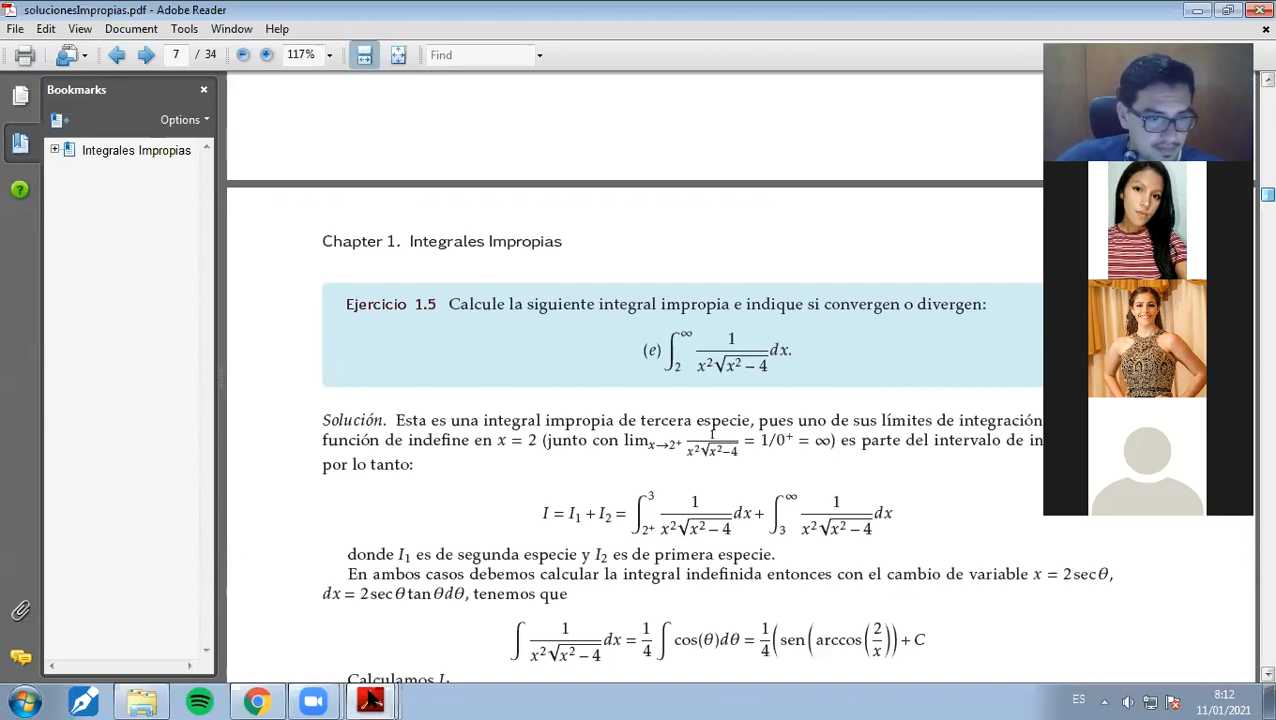 solucionesImpropias.pdf - Adobe Reader
File Edit View Document Tools Window Help
7 / 34 117% Find
Bookmarks
Options
Integrales Impropias
Chapter 1. Integrales Impropias
Ejercicio 1.5 Calcule la siguiente integral impropia e indique si convergen o divergen:
(e) ∫_2^∞ 1/(x²√(x² − 4)) dx.
Solución. Esta es una integral impropia de tercera especie, pues uno de sus límites de integración
función de indefine en x = 2 (junto con lim_{x→2⁺} 1/(x²√(x²−4)) = 1/0⁺ = ∞) es parte del intervalo de in
por lo tanto:
I = I₁ + I₂ = ∫_{2⁺}^3 1/(x²√(x² − 4)) dx + ∫_3^∞ 1/(x²√(x² − 4)) dx
donde I₁ es de segunda especie y I₂ es de primera especie.
En ambos casos debemos calcular la integral indefinida entonces con el cambio de variable x = 2 sec θ,
dx = 2 sec θ tan θ dθ, tenemos que
∫ 1/(x²√(x² − 4)) dx = 1/4 ∫ cos(θ)dθ = 1/4 (sen(arccos(2/x))) + C
Calculamos I
ES
8:12
11/01/2021